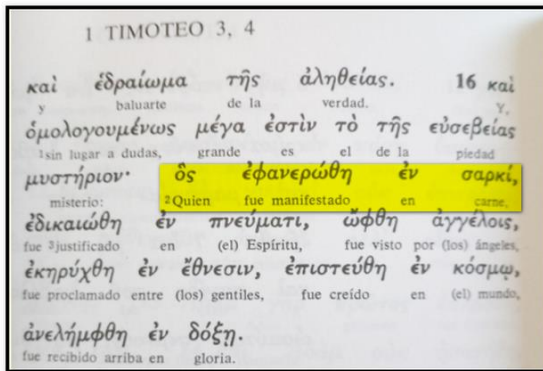 1 TIMOTEO 3, 4
καὶ ἑδραίωμα τῆς ἀληθείας. 16 καὶ
y baluarte de la verdad. Y,
ὁμολογουμένως μέγα ἐστὶν τὸ τῆς εὐσεβείας
¹sin lugar a dudas, grande es el de la piedad
μυστήριον· ὃς ἐφανερώθη ἐν σαρκί,
misterio: ²Quien fue manifestado en carne,
ἐδικαιώθη ἐν πνεύματι, ὤφθη ἀγγέλοις,
fue ³justificado en (el) Espíritu, fue visto por (los) ángeles,
ἐκηρύχθη ἐν ἔθνεσιν, ἐπιστεύθη ἐν κόσμῳ,
fue proclamado entre (los) gentiles, fue creído en (el) mundo,
ἀνελήμφθη ἐν δόξῃ.
fue recibido arriba en gloria.